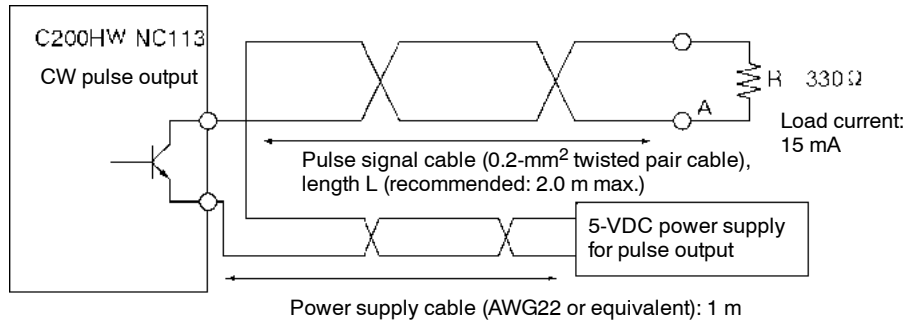 C200HW NC113
CW pulse output
A
R 330Ω
Load current:
15 mA
Pulse signal cable (0.2-mm² twisted pair cable),
length L (recommended: 2.0 m max.)
5-VDC power supply
for pulse output
Power supply cable (AWG22 or equivalent): 1 m